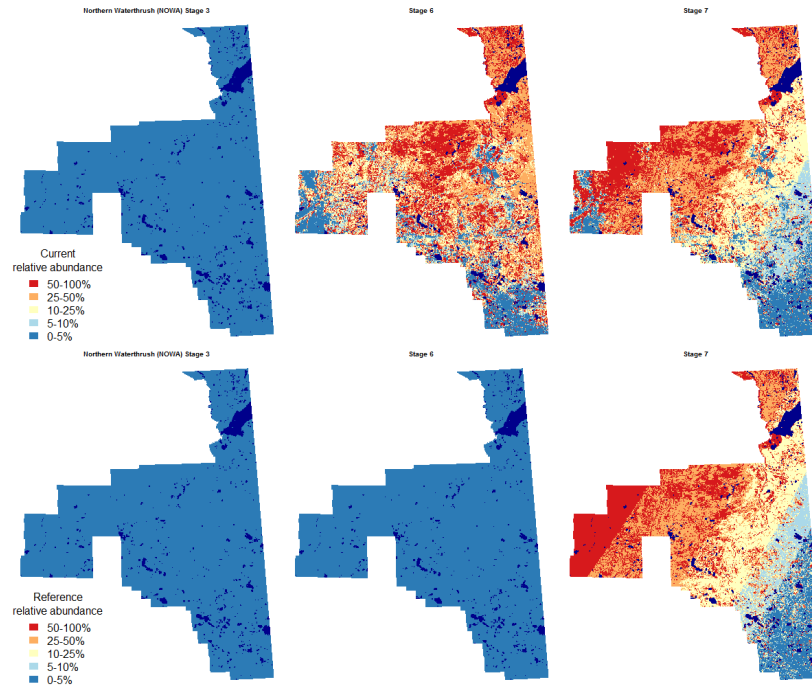 Northern Waterthrush (NOWA) Stage 3
Stage 6
Stage 7
Current
relative abundance
50-100%
25-50%
10-25%
5-10%
0-5%
Northern Waterthrush (NOWA) Stage 3
Stage 6
Stage 7
Reference
relative abundance
50-100%
25-50%
10-25%
5-10%
0-5%